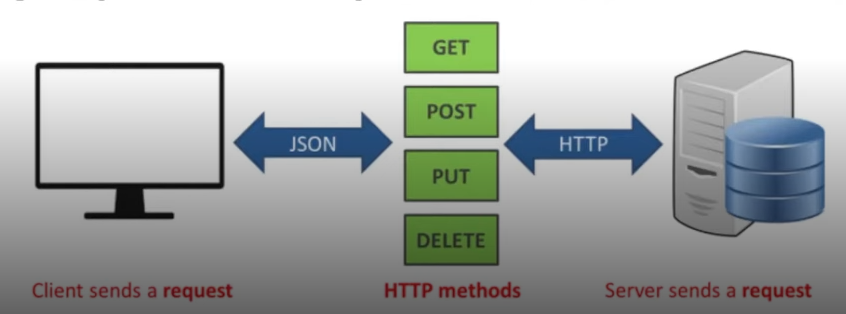 GET
POST
JSON
HTTP
PUT
DELETE
Client sends a request
HTTP methods
Server sends a request